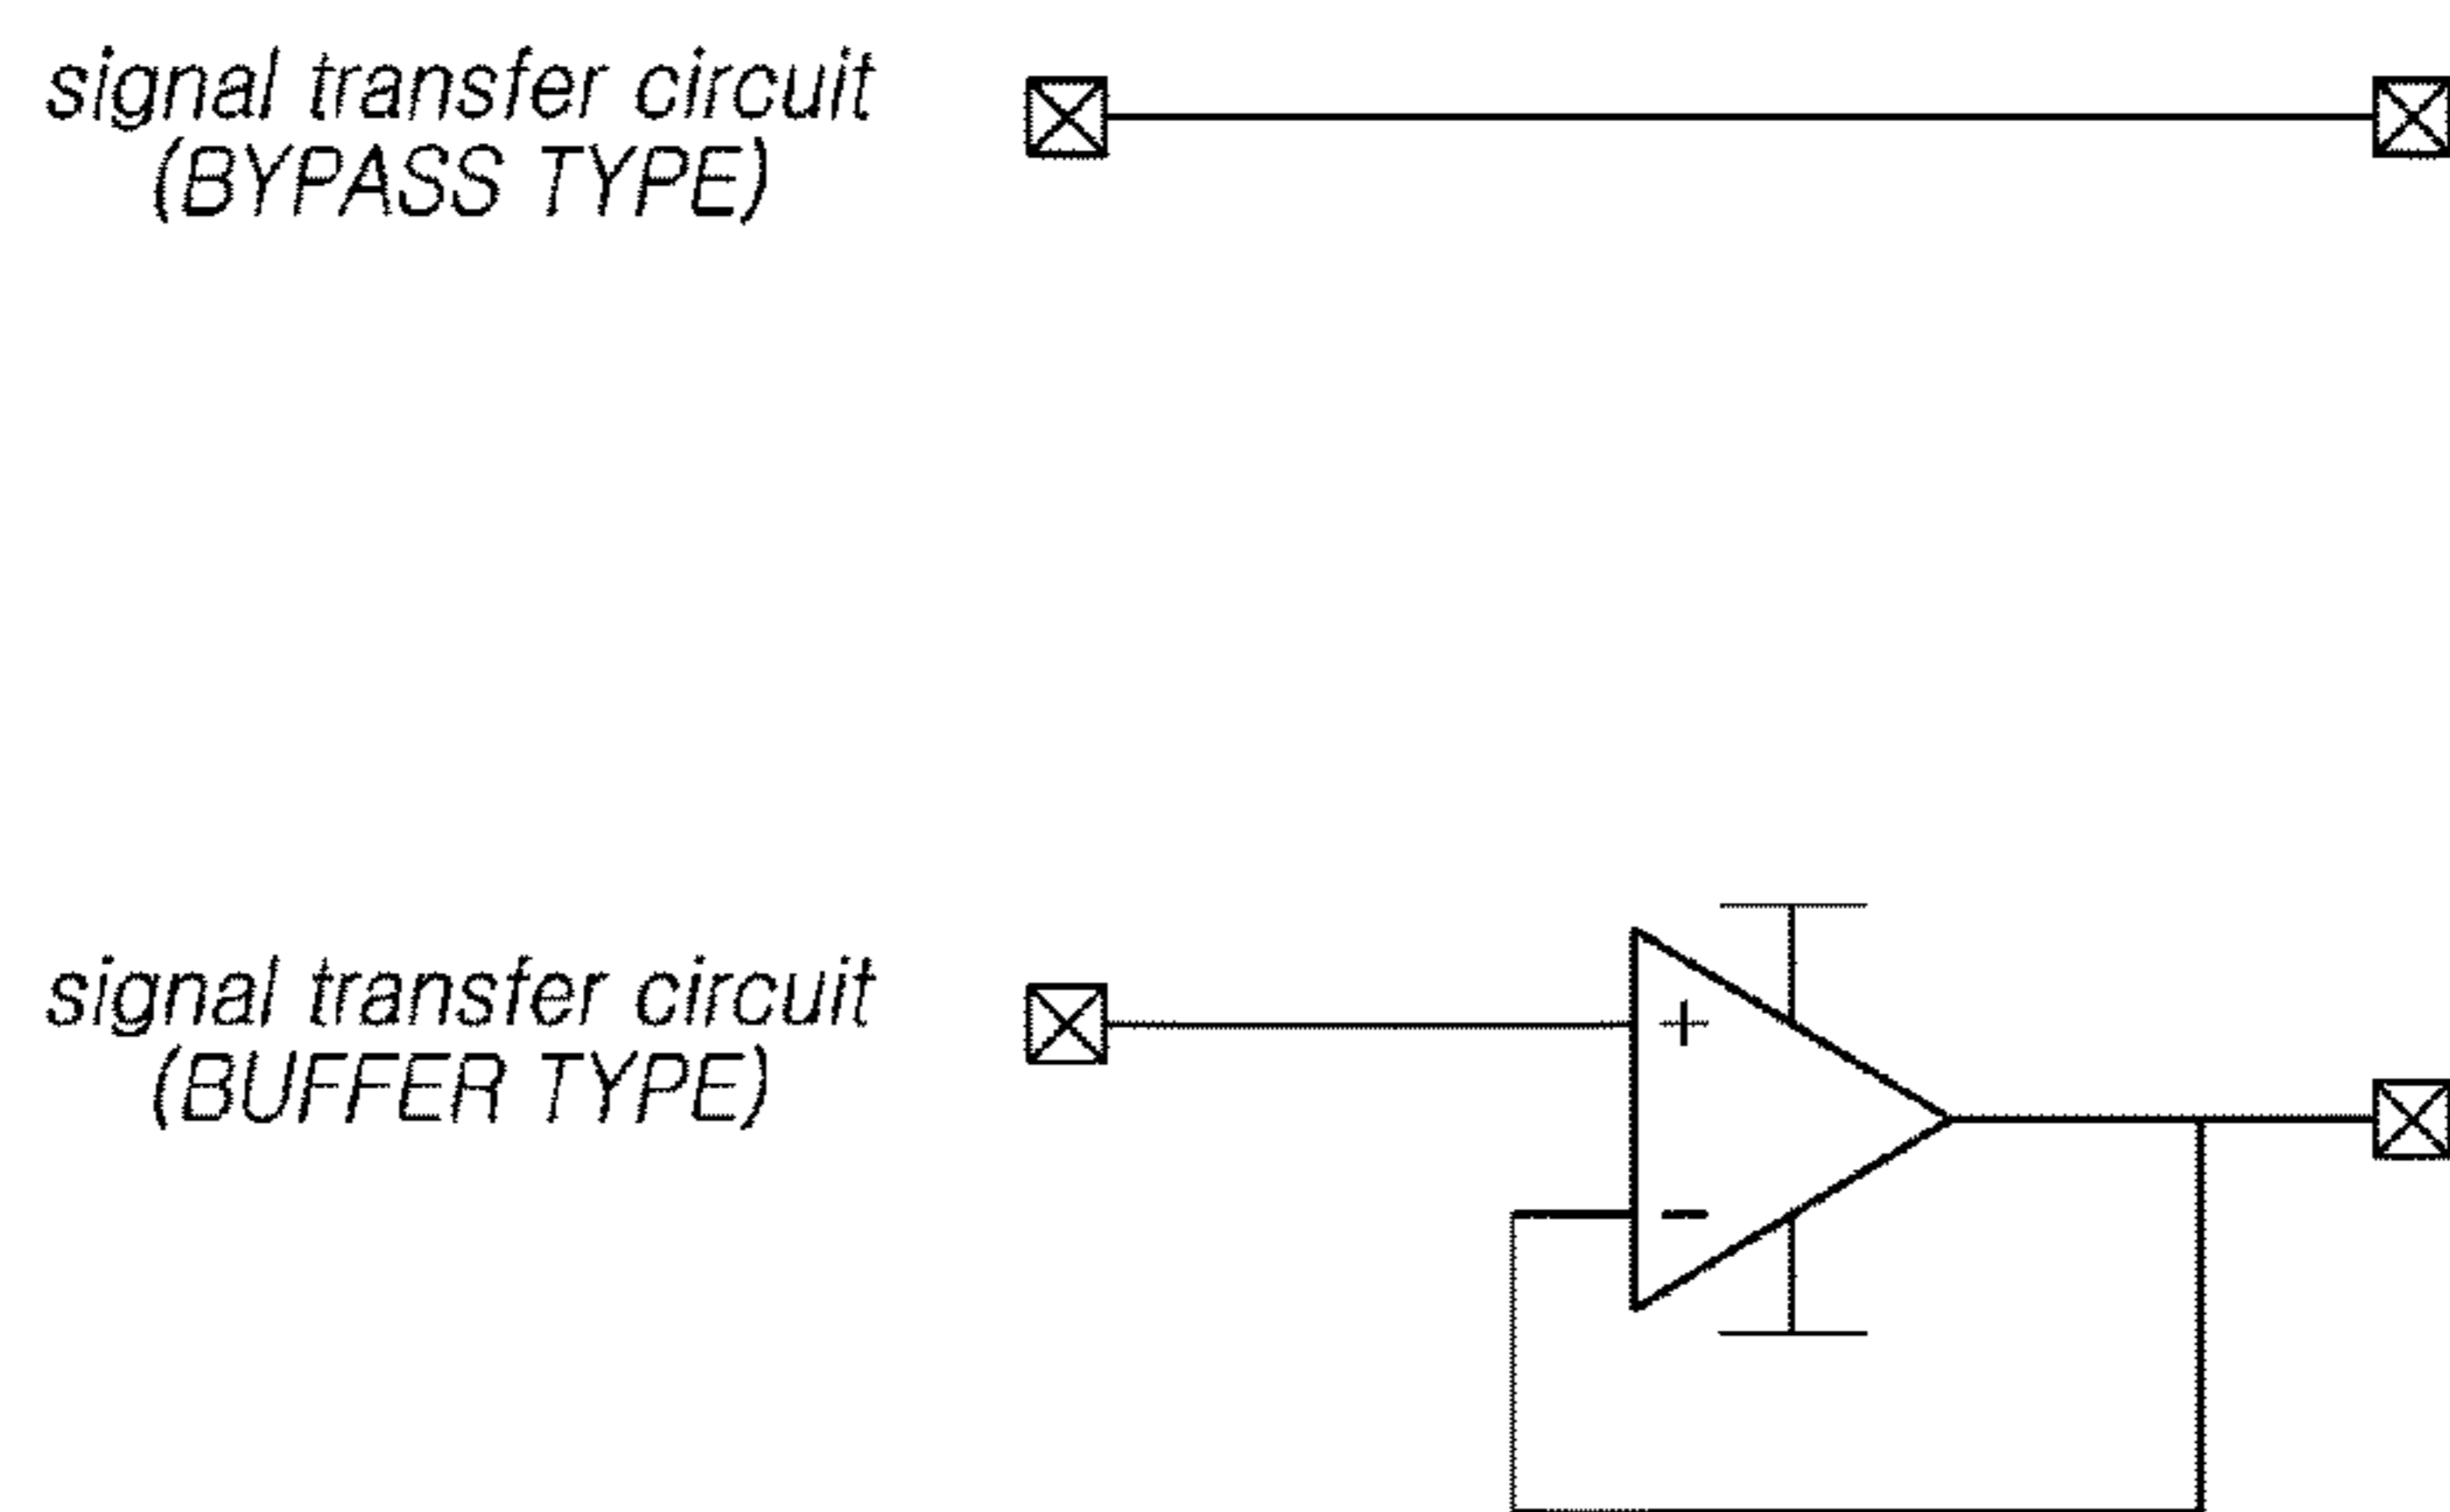 signal transfer circuit
(BYPASS TYPE)
signal transfer circuit
(BUFFER TYPE)
+
-